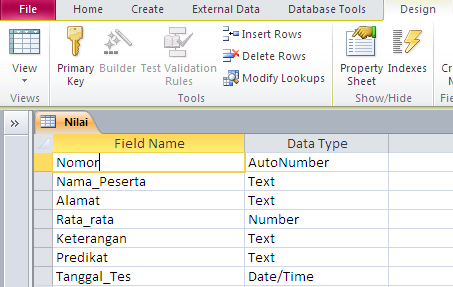 File Home Create External Data Database Tools Design
View Primary Key Builder Test Validation Rules Insert Rows Delete Rows Modify Lookups Property Sheet Indexes
Views Tools Show/Hide
»
Nilai
Field Name Data Type
Nomor AutoNumber
Nama_Peserta Text
Alamat Text
Rata_rata Number
Keterangan Text
Predikat Text
Tanggal_Tes Date/Time